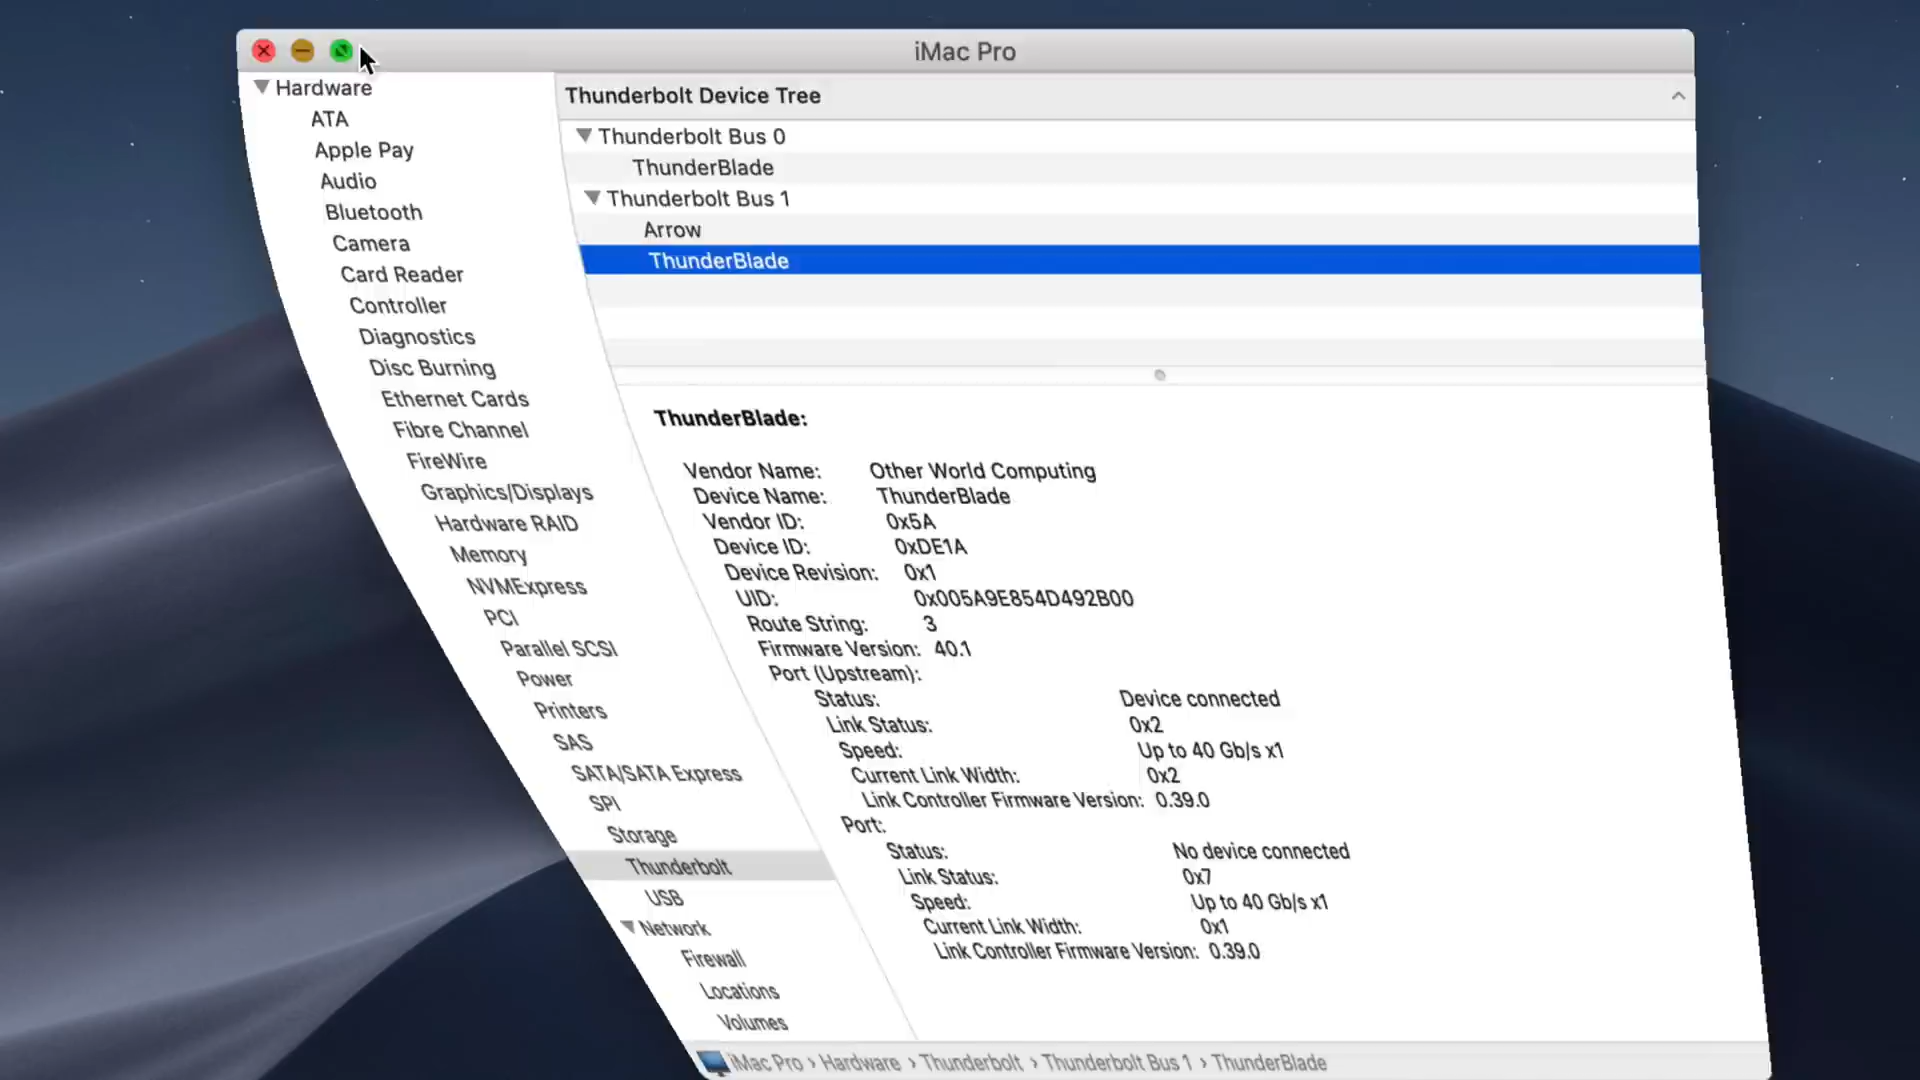 iMac Pro
Hardware
ATA
Apple Pay
Audio
Bluetooth
Camera
Card Reader
Controller
Diagnostics
Disc Burning
Ethernet Cards
Fibre Channel
FireWire
Graphics/Displays
Hardware RAID
Memory
NVMExpress
PCI
Parallel SCSI
Power
Printers
SAS
SATA/SATA Express
SPI
Storage
Thunderbolt
USB
Network
Firewall
Locations
Volumes
Thunderbolt Device Tree
Thunderbolt Bus 0
ThunderBlade
Thunderbolt Bus 1
Arrow
ThunderBlade
ThunderBlade:
Vendor Name: Other World Computing
Device Name: ThunderBlade
Vendor ID: 0x5A
Device ID: 0xDE1A
Device Revision: 0x1
UID: 0x005A9E854D492B00
Route String: 3
Firmware Version: 40.1
Port (Upstream):
Status: Device connected
Link Status: 0x2
Speed: Up to 40 Gb/s x1
Current Link Width: 0x2
Link Controller Firmware Version: 0.39.0
Port:
Status: No device connected
Link Status: 0x7
Speed: Up to 40 Gb/s x1
Current Link Width: 0x1
Link Controller Firmware Version: 0.39.0
iMac Pro › Hardware › Thunderbolt › Thunderbolt Bus 1 › ThunderBlade